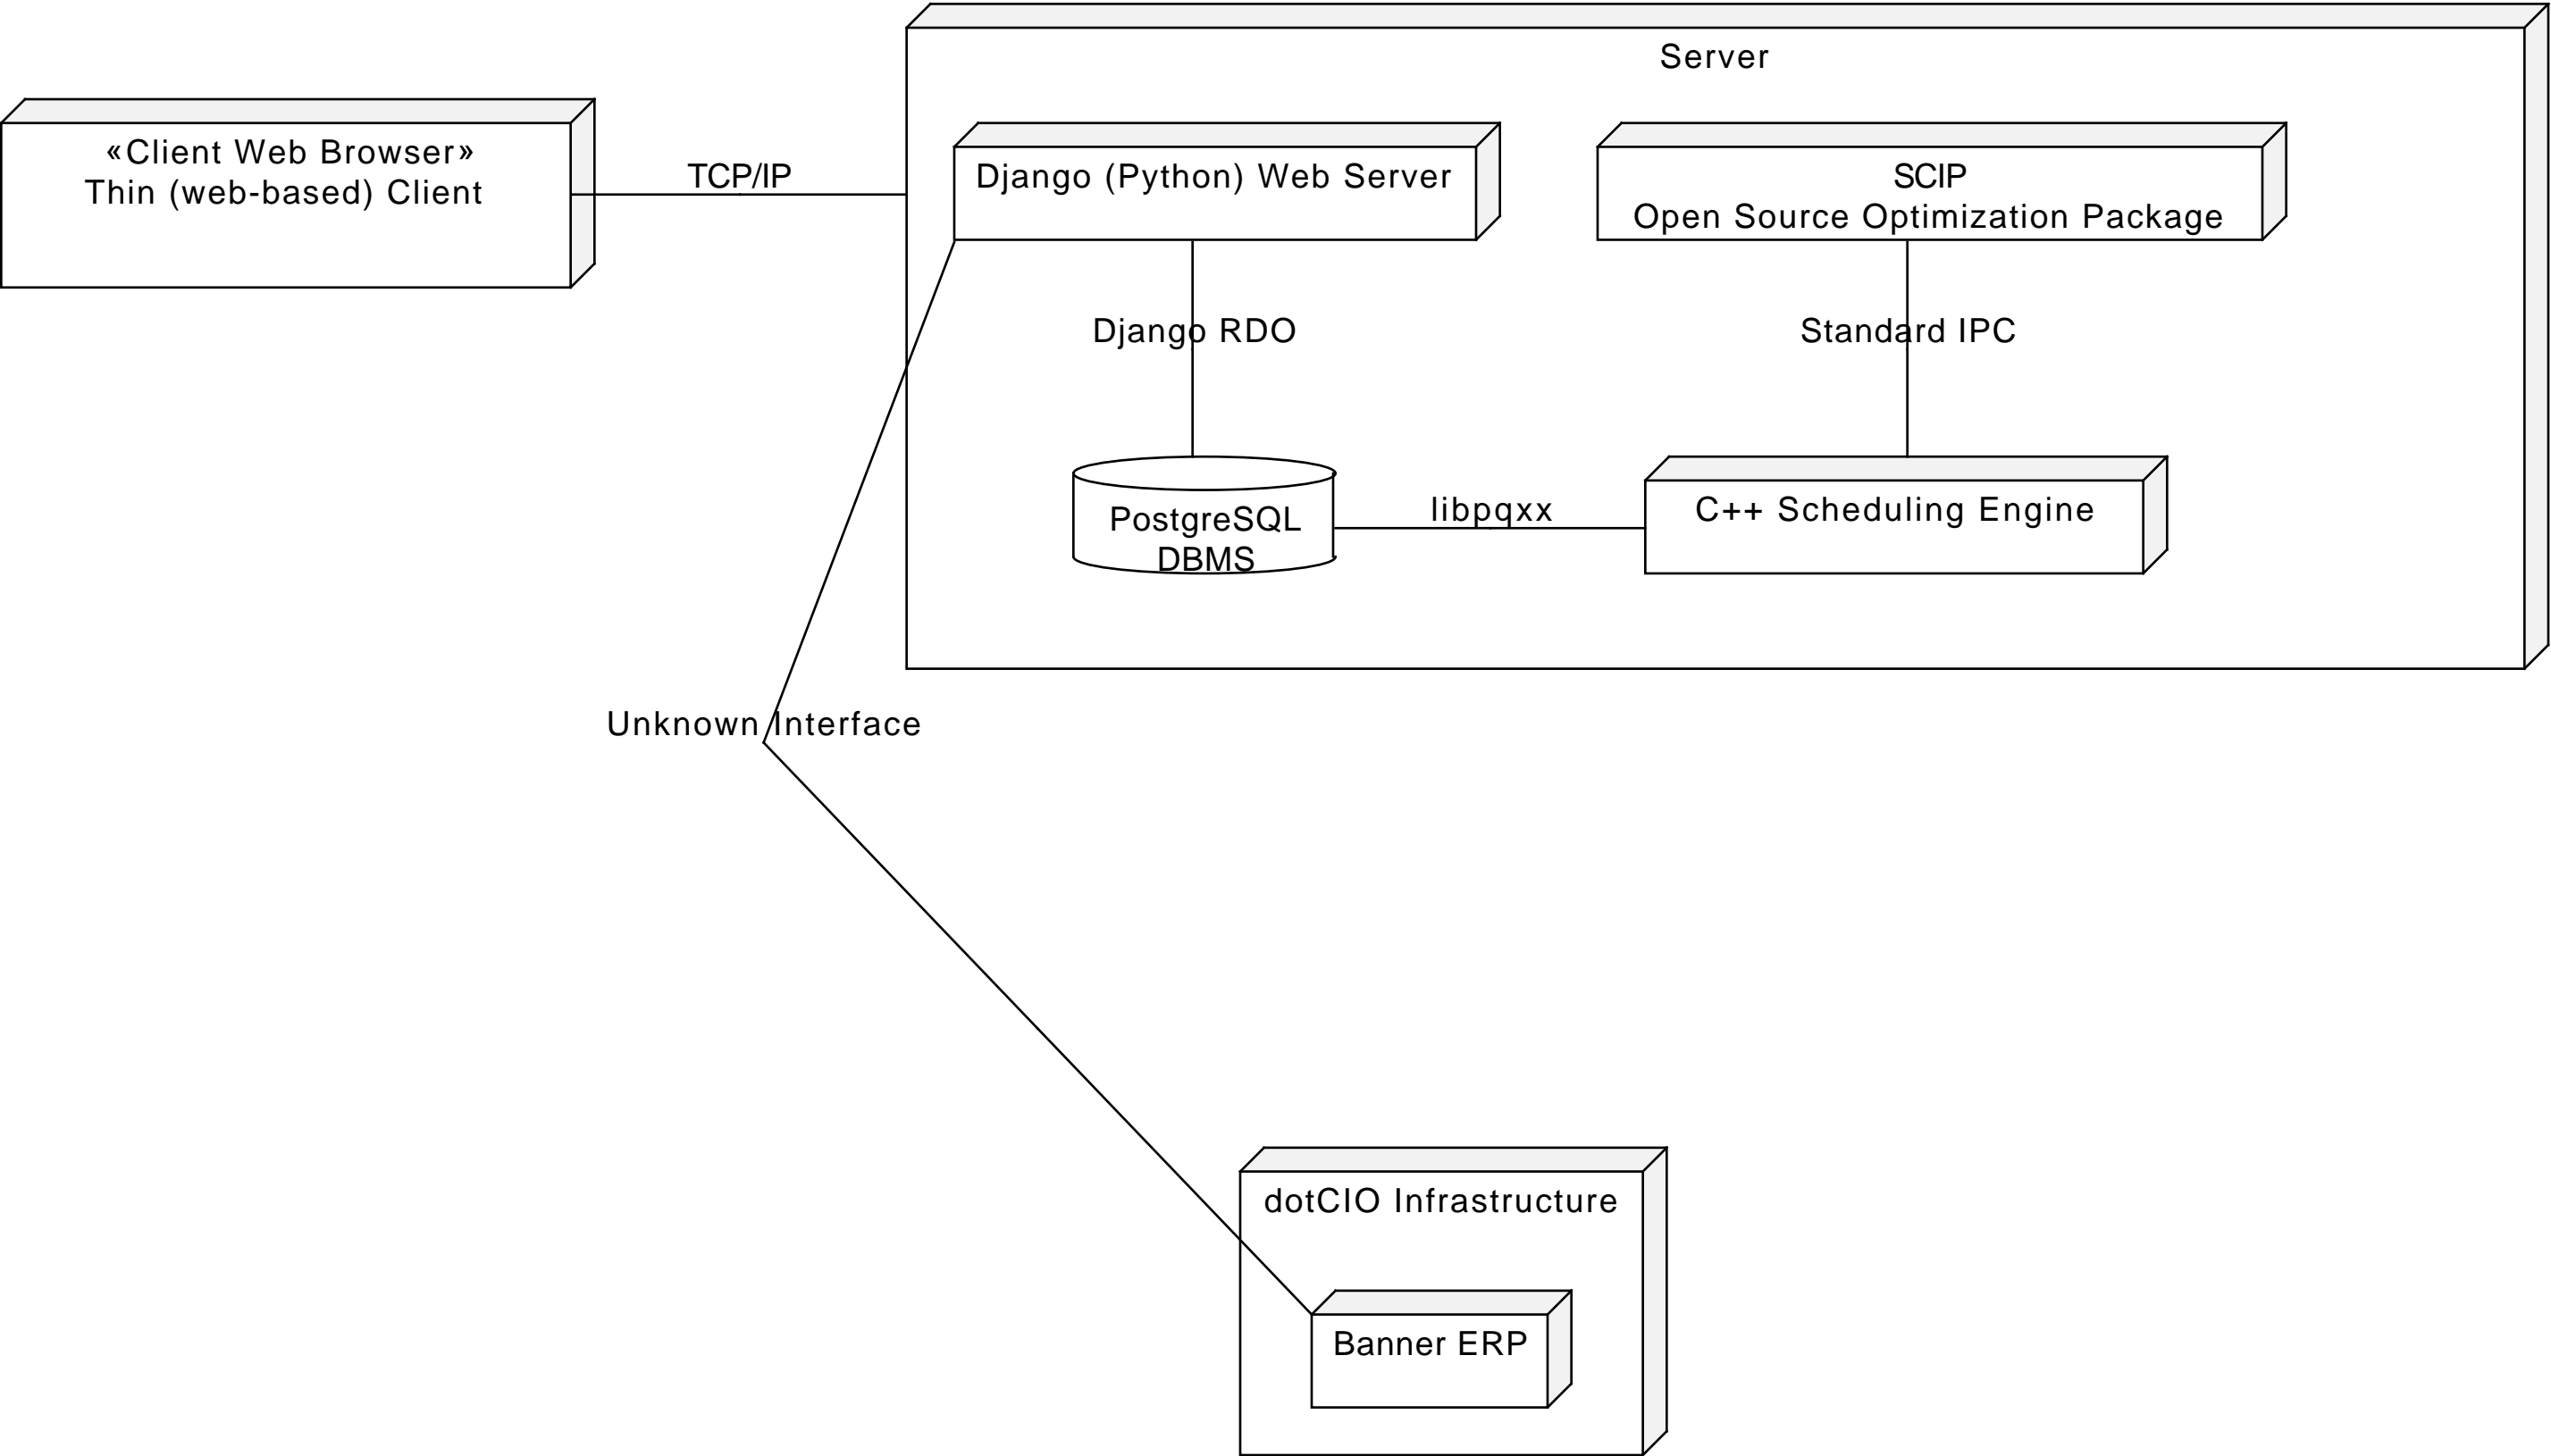 Server
«Client Web Browser»
Thin (web-based) Client
TCP/IP
Django (Python) Web Server
SCIP
Open Source Optimization Package
Django RDO
Standard IPC
PostgreSQL
DBMS
libpqxx
C++ Scheduling Engine
Unknown Interface
dotCIO Infrastructure
Banner ERP